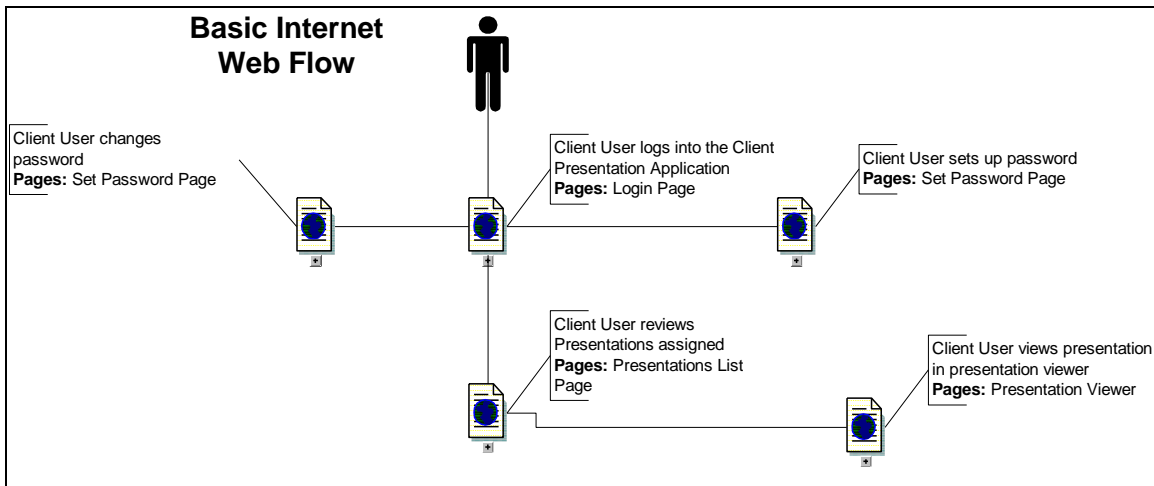 Basic Internet
Web Flow
Client User changes
password
Pages: Set Password Page
Client User logs into the Client
Presentation Application
Pages: Login Page
Client User sets up password
Pages: Set Password Page
Client User reviews
Presentations assigned
Pages: Presentations List
Page
Client User views presentation
in presentation viewer
Pages: Presentation Viewer